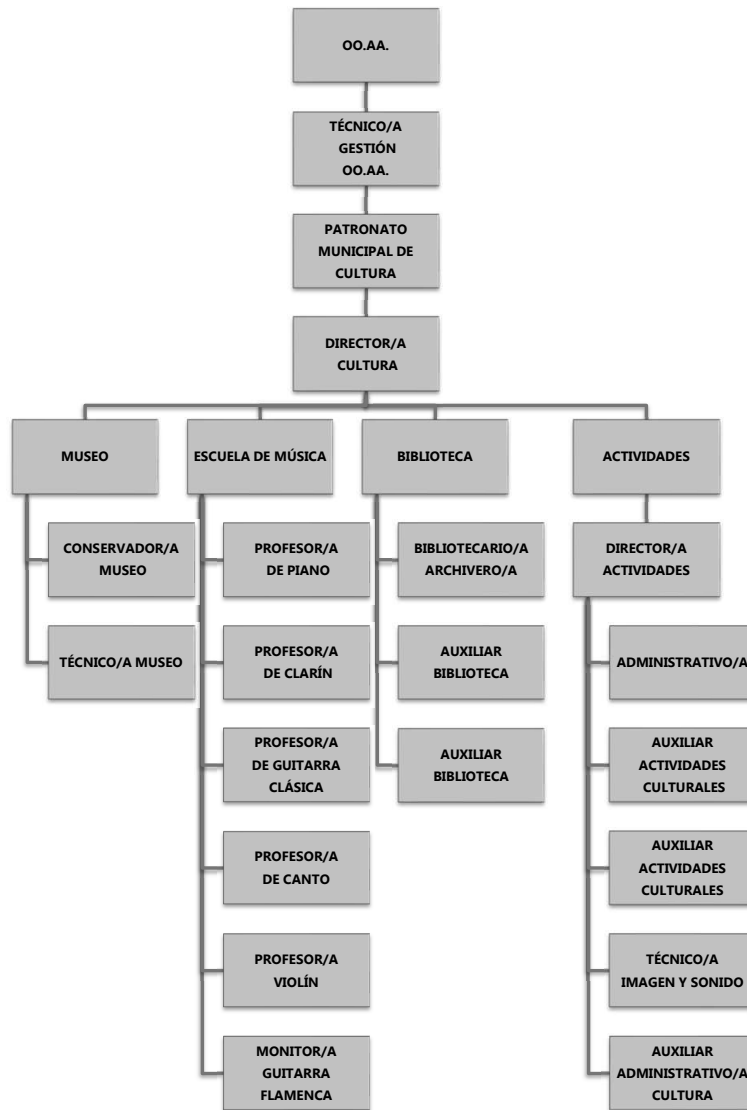 OO.AA.
TÉCNICO/A
GESTIÓN
OO.AA.
PATRONATO
MUNICIPAL DE
CULTURA
DIRECTOR/A
CULTURA
MUSEO
CONSERVADOR/A
MUSEO
TÉCNICO/A MUSEO
ESCUELA DE MÚSICA
PROFESOR/A
DE PIANO
PROFESOR/A
DE CLARÍN
PROFESOR/A
DE GUITARRA
CLÁSICA
PROFESOR/A
DE CANTO
PROFESOR/A
VIOLÍN
MONITOR/A
GUITARRA
FLAMENCA
BIBLIOTECA
BIBLIOTECARIO/A
ARCHIVERO/A
AUXILIAR
BIBLIOTECA
AUXILIAR
BIBLIOTECA
ACTIVIDADES
DIRECTOR/A
ACTIVIDADES
ADMINISTRATIVO/A
AUXILIAR
ACTIVIDADES
CULTURALES
AUXILIAR
ACTIVIDADES
CULTURALES
TÉCNICO/A
IMAGEN Y SONIDO
AUXILIAR
ADMINISTRATIVO/A
CULTURA